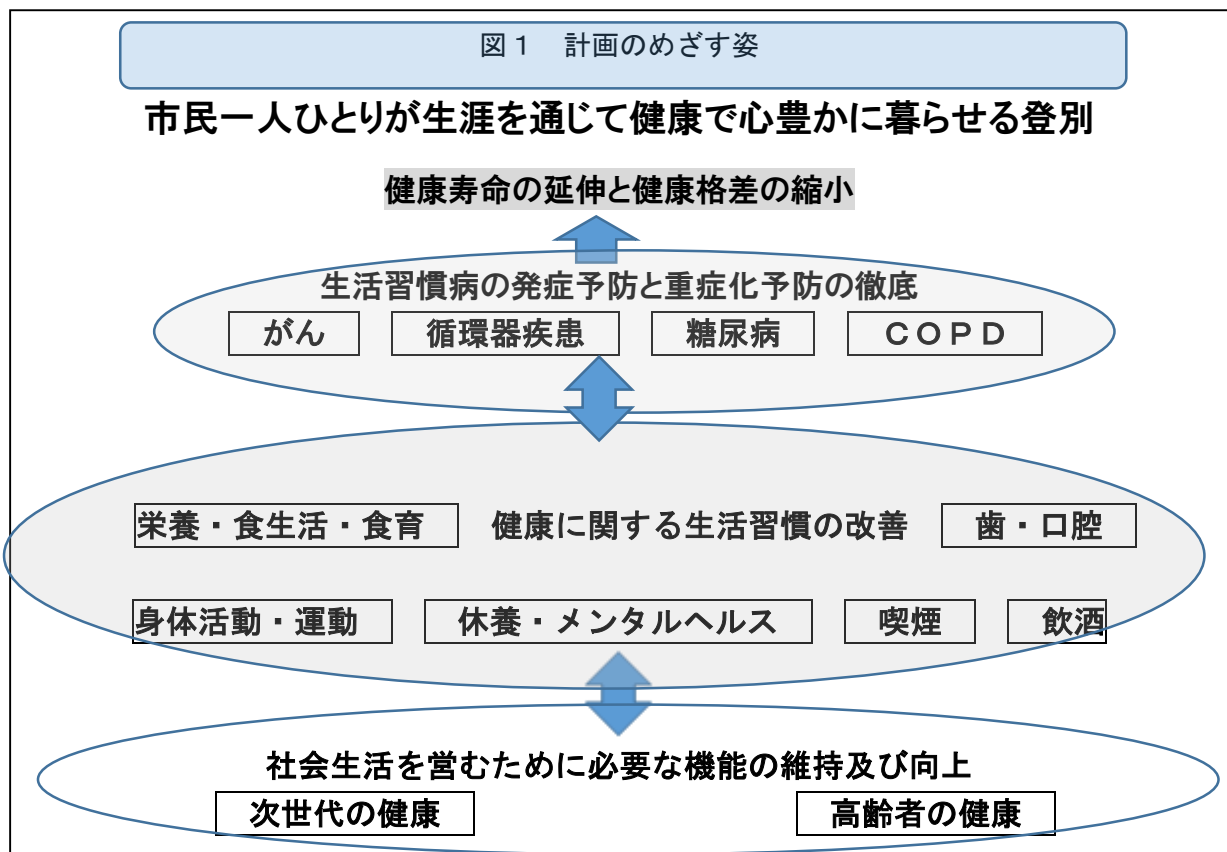 図１　計画のめざす姿
市民一人ひとりが生涯を通じて健康で心豊かに暮らせる登別
健康寿命の延伸と健康格差の縮小
生活習慣病の発症予防と重症化予防の徹底
がん　循環器疾患　糖尿病　ＣＯＰＤ
栄養・食生活・食育　健康に関する生活習慣の改善　歯・口腔
身体活動・運動　休養・メンタルヘルス　喫煙　飲酒
社会生活を営むために必要な機能の維持及び向上
次世代の健康　高齢者の健康